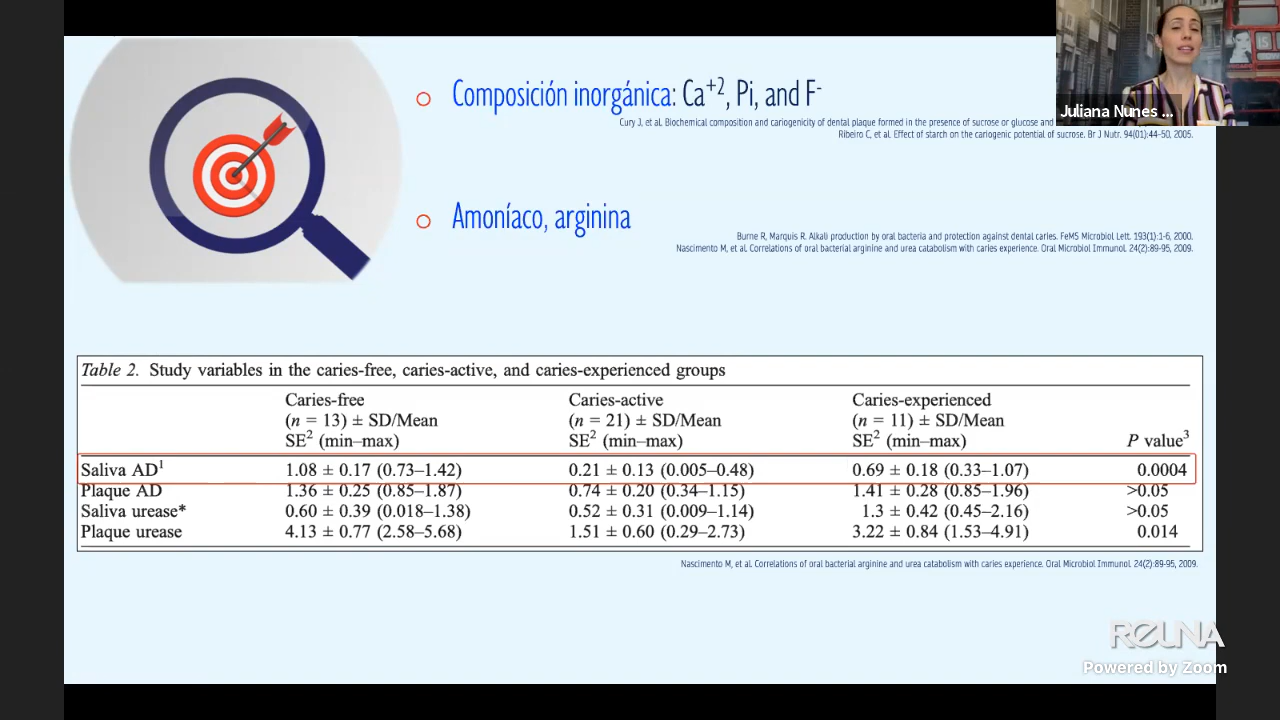 Composición inorgánica: Ca+2, Pi, and F-
Cury J, et al. Biochemical composition and cariogenicity of dental plaque formed in the presence of sucrose or glucose and
Ribeiro C, et al. Effect of starch on the cariogenic potential of sucrose. Br J Nutr. 94(01):44-50, 2005.
Juliana Nunes ...
Amoníaco, arginina
Burne R, Marquis R. Alkali production by oral bacteria and protection against dental caries. FeMS Microbiol Lett. 193(1):1-6, 2000.
Nascimento M, et al. Correlations of oral bacterial arginine and urea catabolism with caries experience. Oral Microbiol Immunol. 24(2):89-95, 2009.
Table 2. Study variables in the caries-free, caries-active, and caries-experienced groups
Caries-free Caries-active Caries-experienced
(n = 13) ± SD/Mean (n = 21) ± SD/Mean (n = 11) ± SD/Mean
SE2 (min–max) SE2 (min–max) SE2 (min–max) P value3
Saliva AD1 1.08 ± 0.17 (0.73–1.42) 0.21 ± 0.13 (0.005–0.48) 0.69 ± 0.18 (0.33–1.07) 0.0004
Plaque AD 1.36 ± 0.25 (0.85–1.87) 0.74 ± 0.20 (0.34–1.15) 1.41 ± 0.28 (0.85–1.96) >0.05
Saliva urease* 0.60 ± 0.39 (0.018–1.38) 0.52 ± 0.31 (0.009–1.14) 1.3 ± 0.42 (0.45–2.16) >0.05
Plaque urease 4.13 ± 0.77 (2.58–5.68) 1.51 ± 0.60 (0.29–2.73) 3.22 ± 0.84 (1.53–4.91) 0.014
Nascimento M, et al. Correlations of oral bacterial arginine and urea catabolism with caries experience. Oral Microbiol Immunol. 24(2):89-95, 2009.
REUNA
Powered by Zoom